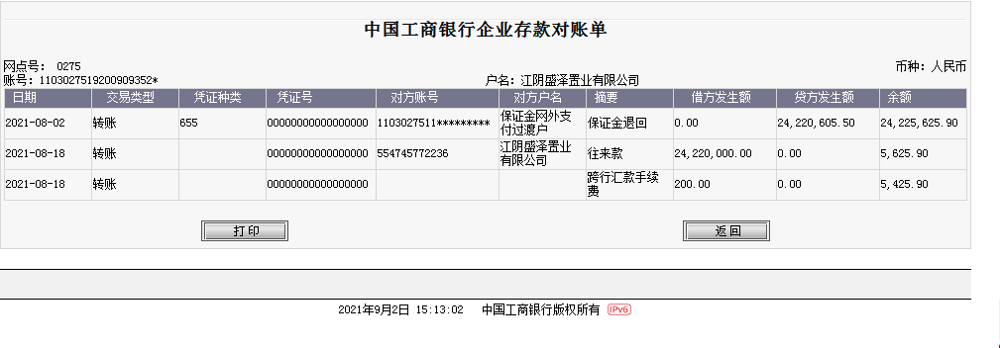 中国工商银行企业存款对账单
网点号： 0275
币种：人民币
账号：1103027519200909352*
户名：江阴盛泽置业有限公司
日期 交易类型 凭证种类 凭证号 对方账号 对方户名 摘要 借方发生额 贷方发生额 余额
2021-08-02 转账 655 00000000000000000 1103027511********* 保证金网外支付过渡户 保证金退回 0.00 24,220,605.50 24,225,625.90
2021-08-18 转账 00000000000000000 554745772236 江阴盛泽置业有限公司 往来款 24,220,000.00 0.00 5,625.90
2021-08-18 转账 00000000000000000 跨行汇款手续费 200.00 0.00 5,425.90
打印 返回
2021年9月2日 15:13:02 中国工商银行版权所有 IPv6